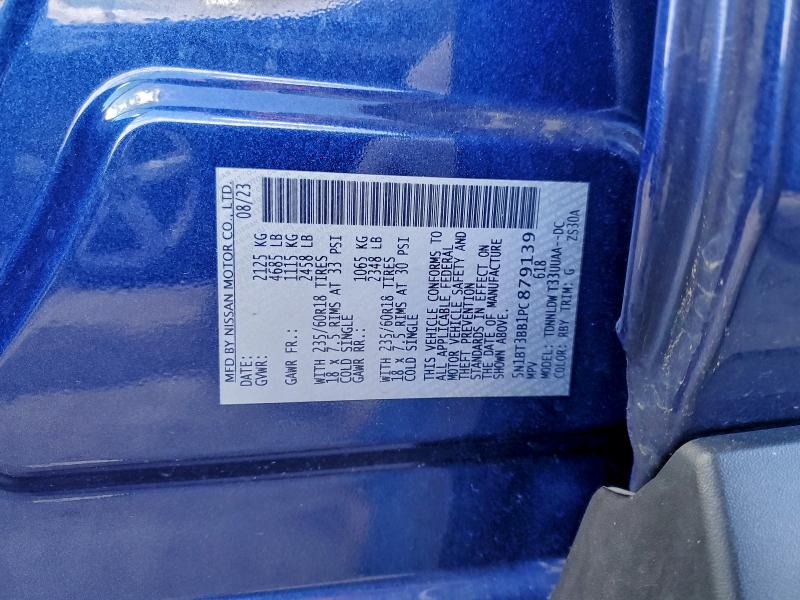 MFD BY NISSAN MOTOR CO., LTD.
DATE: 08/23
GVWR: 2125 KG
4685 LB
GAWR FR.: 1115 KG
2458 LB
WITH 235/60R18 TIRES
18 x 7.5 RIMS AT 33 PSI
COLD SINGLE
GAWR RR.: 1065 KG
2348 LB
WITH 235/60R18 TIRES
18 x 7.5 RIMS AT 30 PSI
COLD SINGLE
THIS VEHICLE CONFORMS TO
ALL APPLICABLE FEDERAL
MOTOR VEHICLE SAFETY AND
THEFT PREVENTION
STANDARDS IN EFFECT ON
THE DATE OF MANUFACTURE
SHOWN ABOVE.
5N1BT3BB1PC879139
MPV 618
MODEL: TDNNLDW T33UUAA--DC
COLOR: RBY TRIM: G ZS30A